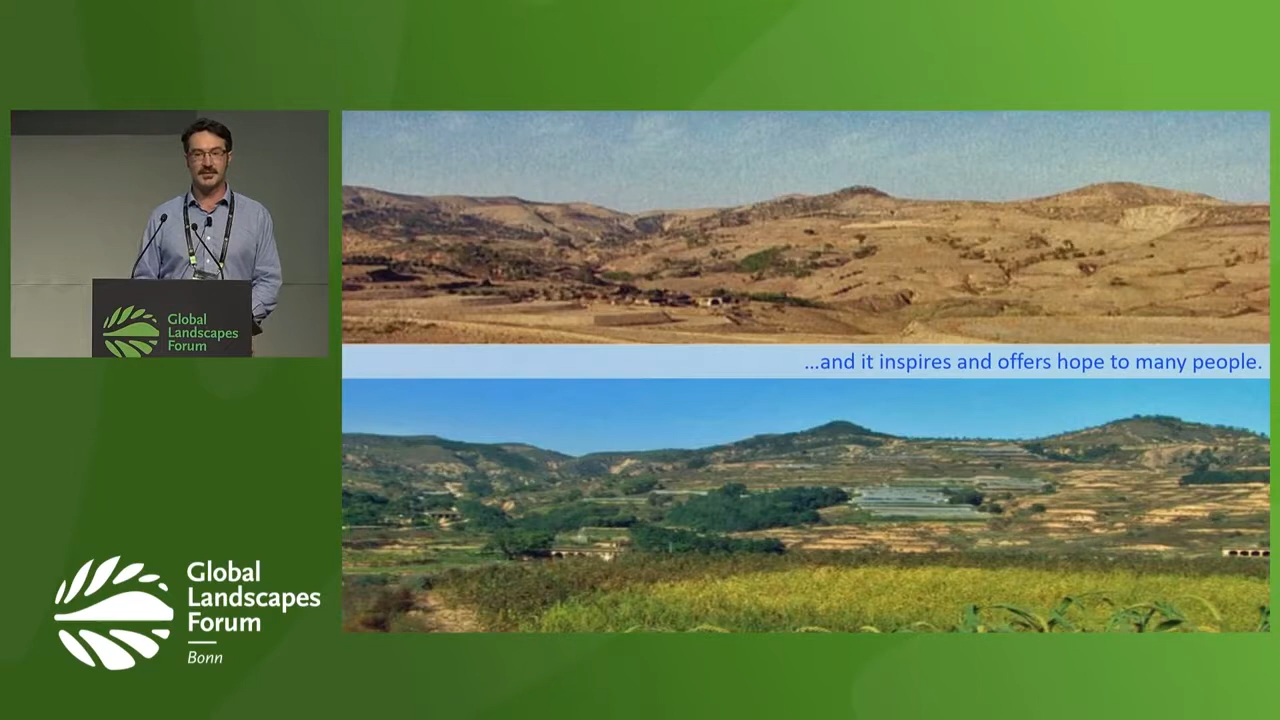 Global
Landscapes
Forum
...and it inspires and offers hope to many people.
Global
Landscapes
Forum
Bonn